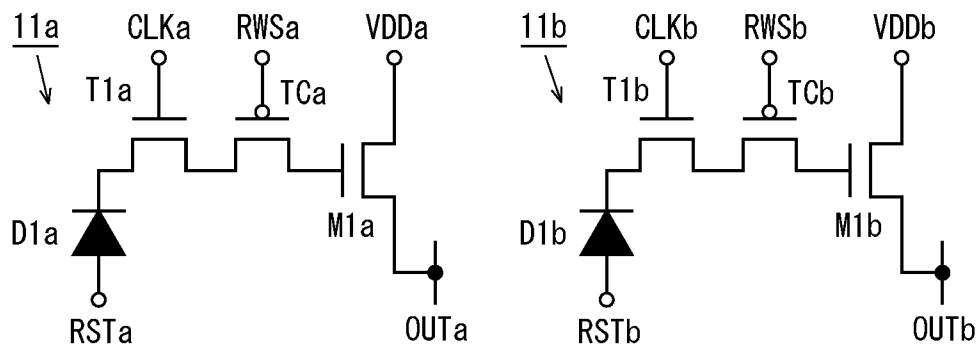 11a CLKa RWSa VDDa 11b CLKb RWSb VDDb
T1a TCa T1b TCb
D1a M1a D1b M1b
RSTa OUTa RSTb OUTb